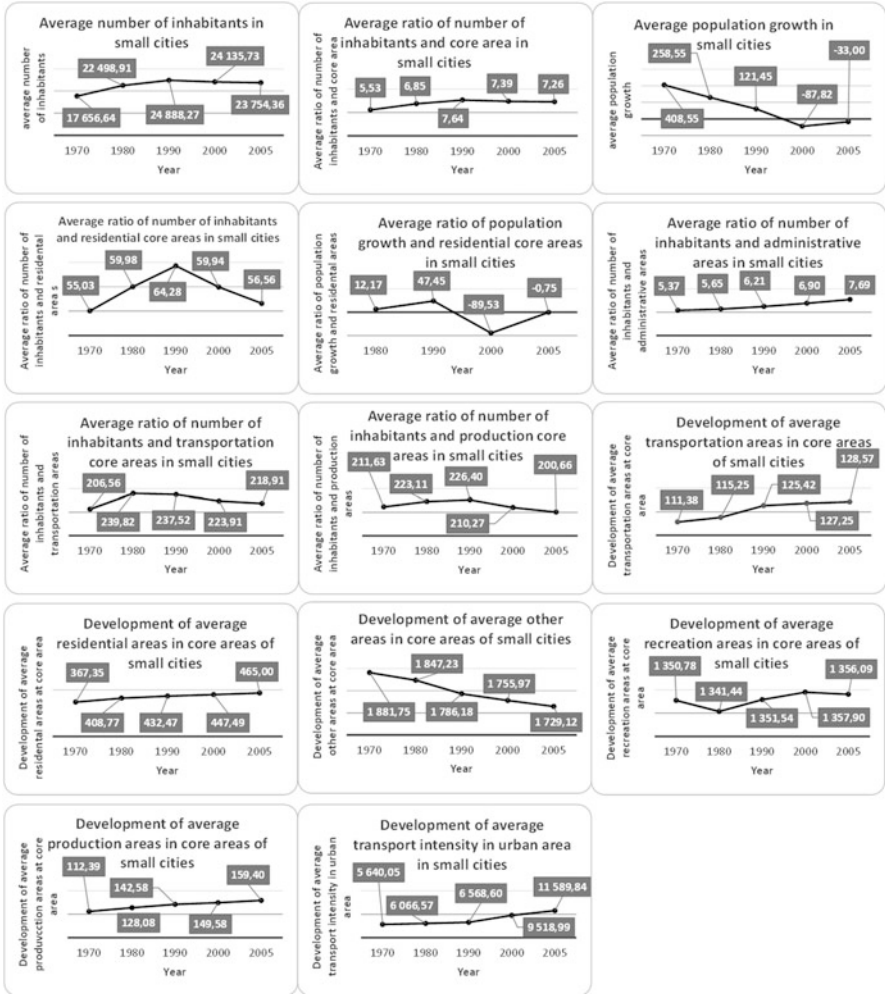 Average number of inhabitants in
small cities
average number
of inhabitants
22 498,91
24 135,73
17 656,64
24 888,27
23 754,36
1970 1980 1990 2000 2005
Year
Average ratio of number of
inhabitants and core area in
small cities
Average ratio of number of
inhabitants and core area
5,53
6,85
7,39
7,26
7,64
1970 1980 1990 2000 2005
Year
Average population growth in
small cities
average population
growth
258,55
-33,00
121,45
-87,82
408,55
1970 1980 1990 2000 2005
Year
Average ratio of number of inhabitants
and residential core areas in small cities
Average ratio of number of
inhabitants and residential
area s
59,98
59,94
55,03
64,28
56,56
1970 1980 1990 2000 2005
Year
Average ratio of population
growth and residential core areas
in small cities
Average ratio of population
growth and residential areas
12,17
47,45
-89,53
-0,75
1980 1990 2000 2005
Year
Average ratio of number of
inhabitants and administrative
areas in small cities
Average ratio of number of
inhabitants and
administrative areas
5,37
5,65
6,21
6,90
7,69
1970 1980 1990 2000 2005
Year
Average ratio of number of
inhabitants and transportation
core areas in small cities
Average ratio of number of
inhabitants and
transportation areas
206,56
218,91
239,82
237,52
223,91
1970 1980 1990 2000 2005
Year
Average ratio of number of
inhabitants and production core
areas in small cities
Average ratio of number of
inhabitants and production
areas
211,63
223,11
226,40
200,66
210,27
1970 1980 1990 2000 2005
Year
Development of average
transportation areas in core areas
of small cities
Development of average
transportation areas at core
area
111,38
115,25
125,42
128,57
127,25
1970 1980 1990 2000 2005
Year
Development of average
residential areas in core areas of
small cities
Development of average
residental areas at core area
367,35
465,00
408,77
432,47
447,49
1970 1980 1990 2000 2005
Year
Development of average other
areas in core areas of small cities
Development of average
other areas at core area
1 847,23
1 755,97
1 881,75
1 786,18
1 729,12
1970 1980 1990 2000 2005
Year
Development of average
recreation areas in core areas of
small cities
Development of average
recreation areas at core
area
1 350,78
1 341,44
1 356,09
1 351,54
1 357,90
1970 1980 1990 2000 2005
Year
Development of average
production areas in core areas of
small cities
Development of average
produvcction areas at core
area
112,39
142,58
159,40
128,08
149,58
1970 1980 1990 2000 2005
Year
Development of average
transport intensity in urban area
in small cities
Development of average
transport intensity in urban
area
5 640,05
6 066,57
6 568,60
11 589,84
9 518,99
1970 1980 1990 2000 2005
Year